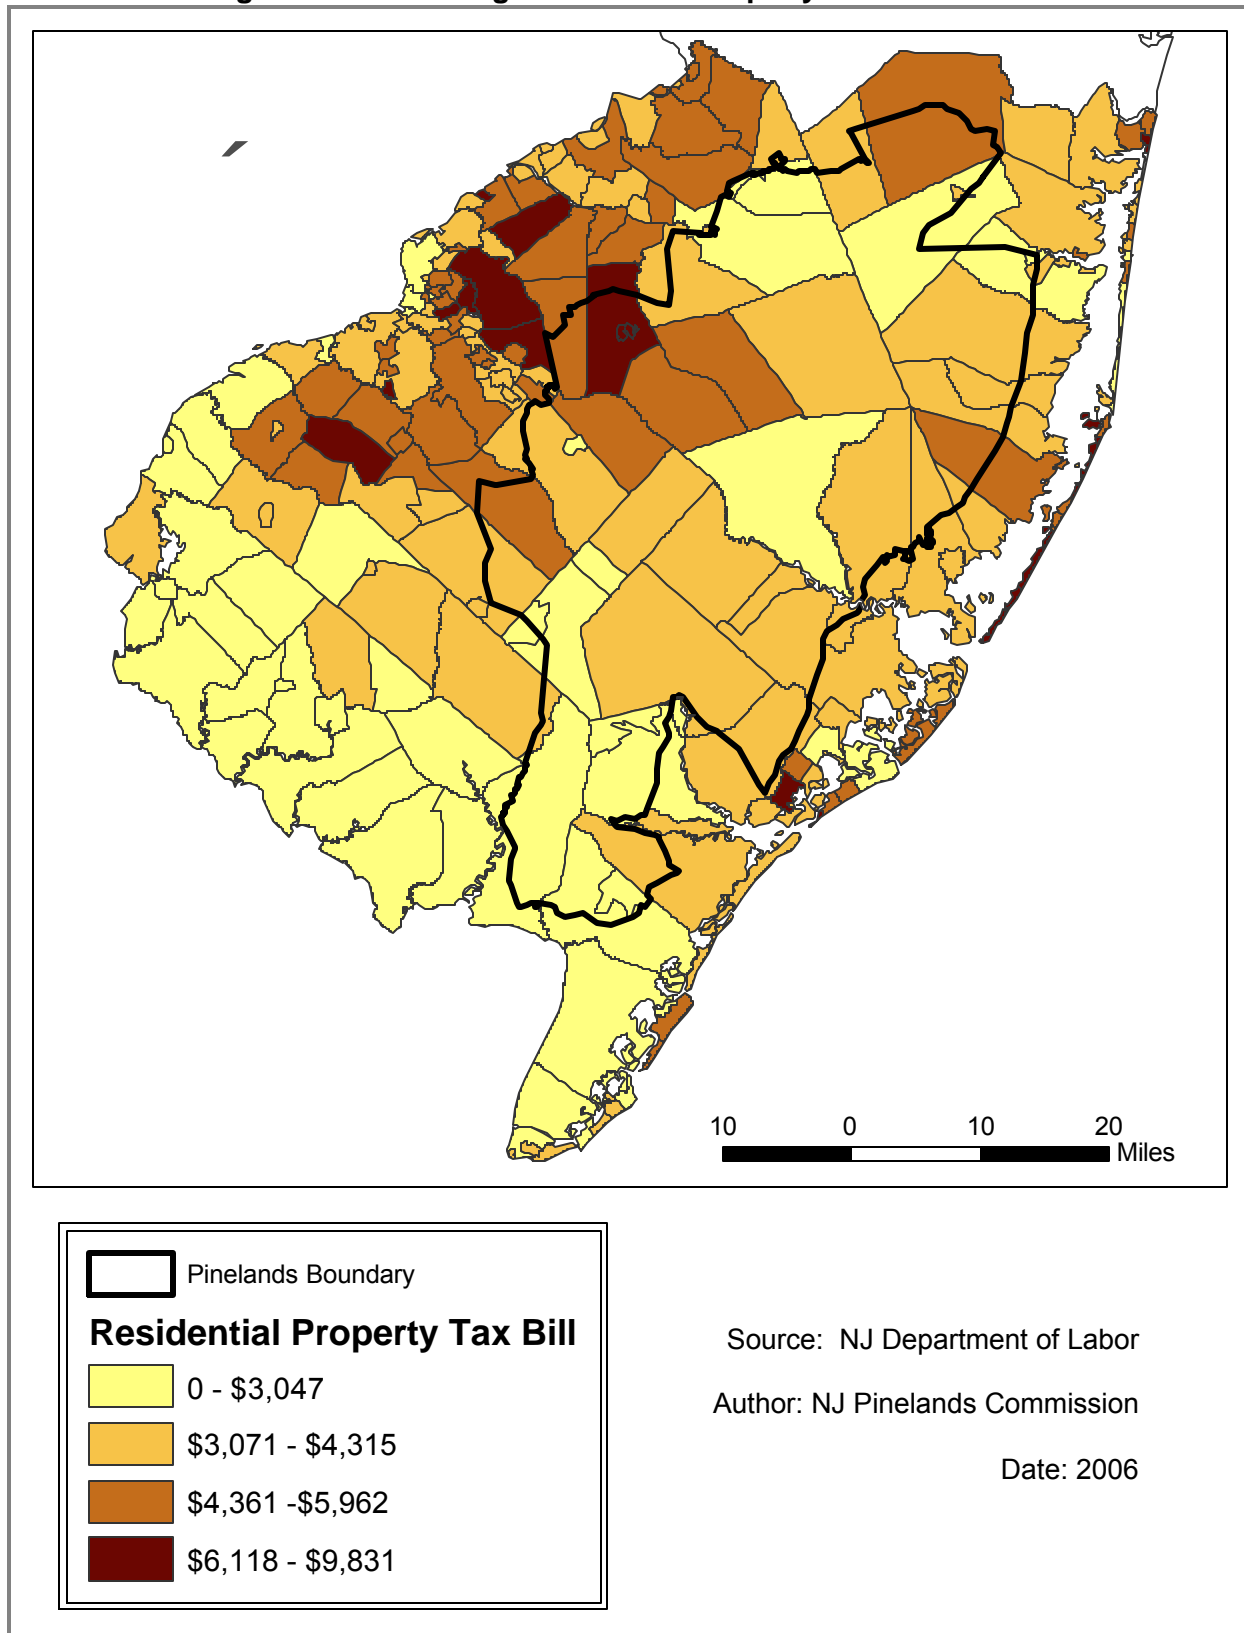 10 0 10 20
Miles
Pinelands Boundary
Residential Property Tax Bill
0 - $3,047
$3,071 - $4,315
$4,361 -$5,962
$6,118 - $9,831
Source: NJ Department of Labor
Author: NJ Pinelands Commission
Date: 2006